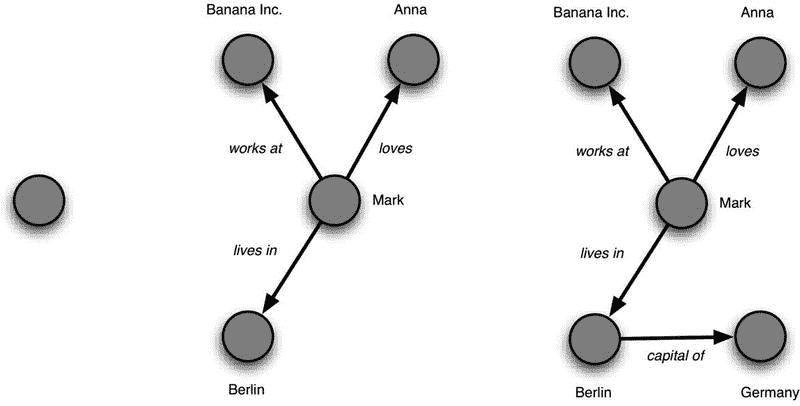 Banana Inc.
Anna
works at
loves
Mark
lives in
Berlin
Banana Inc.
Anna
works at
loves
Mark
lives in
capital of
Berlin
Germany